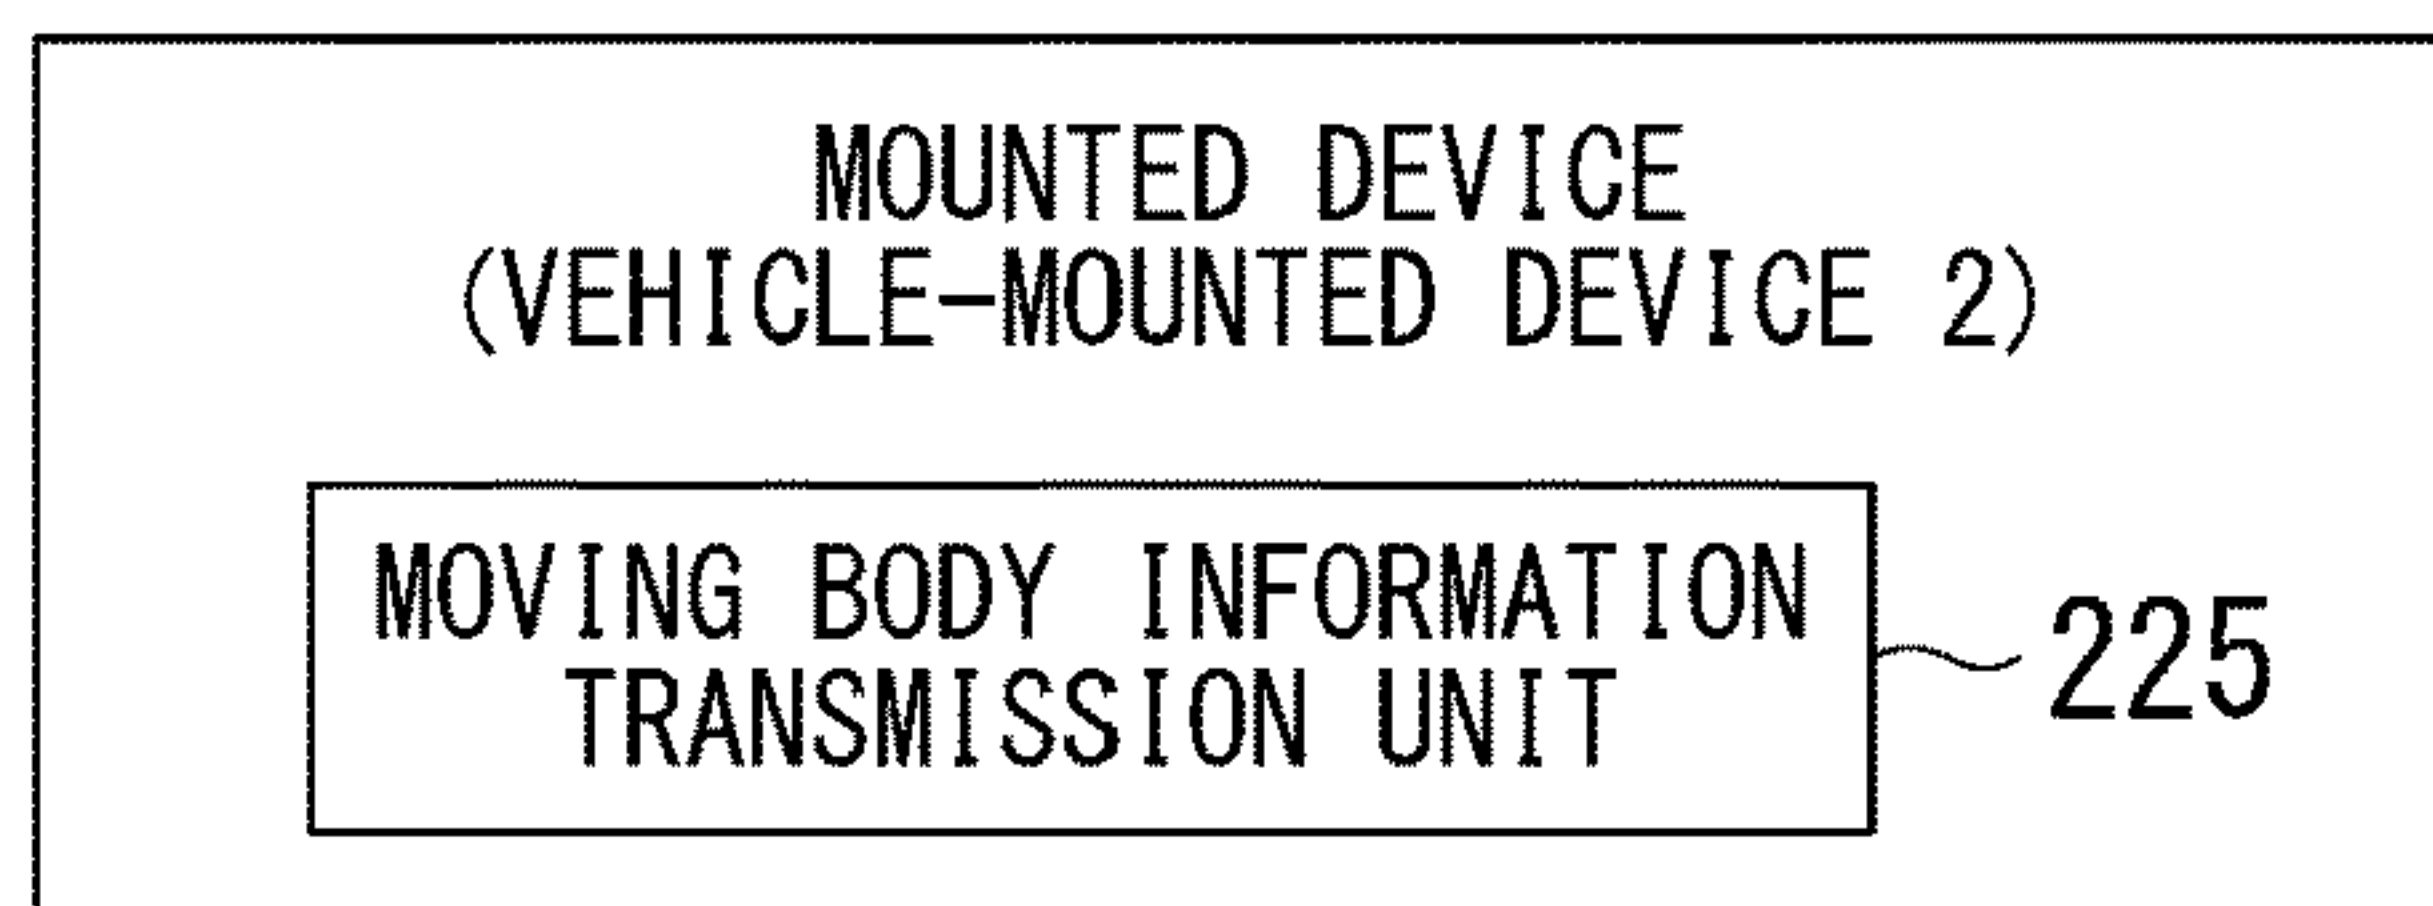 MOUNTED DEVICE
(VEHICLE-MOUNTED DEVICE 2)
MOVING BODY INFORMATION
TRANSMISSION UNIT
225